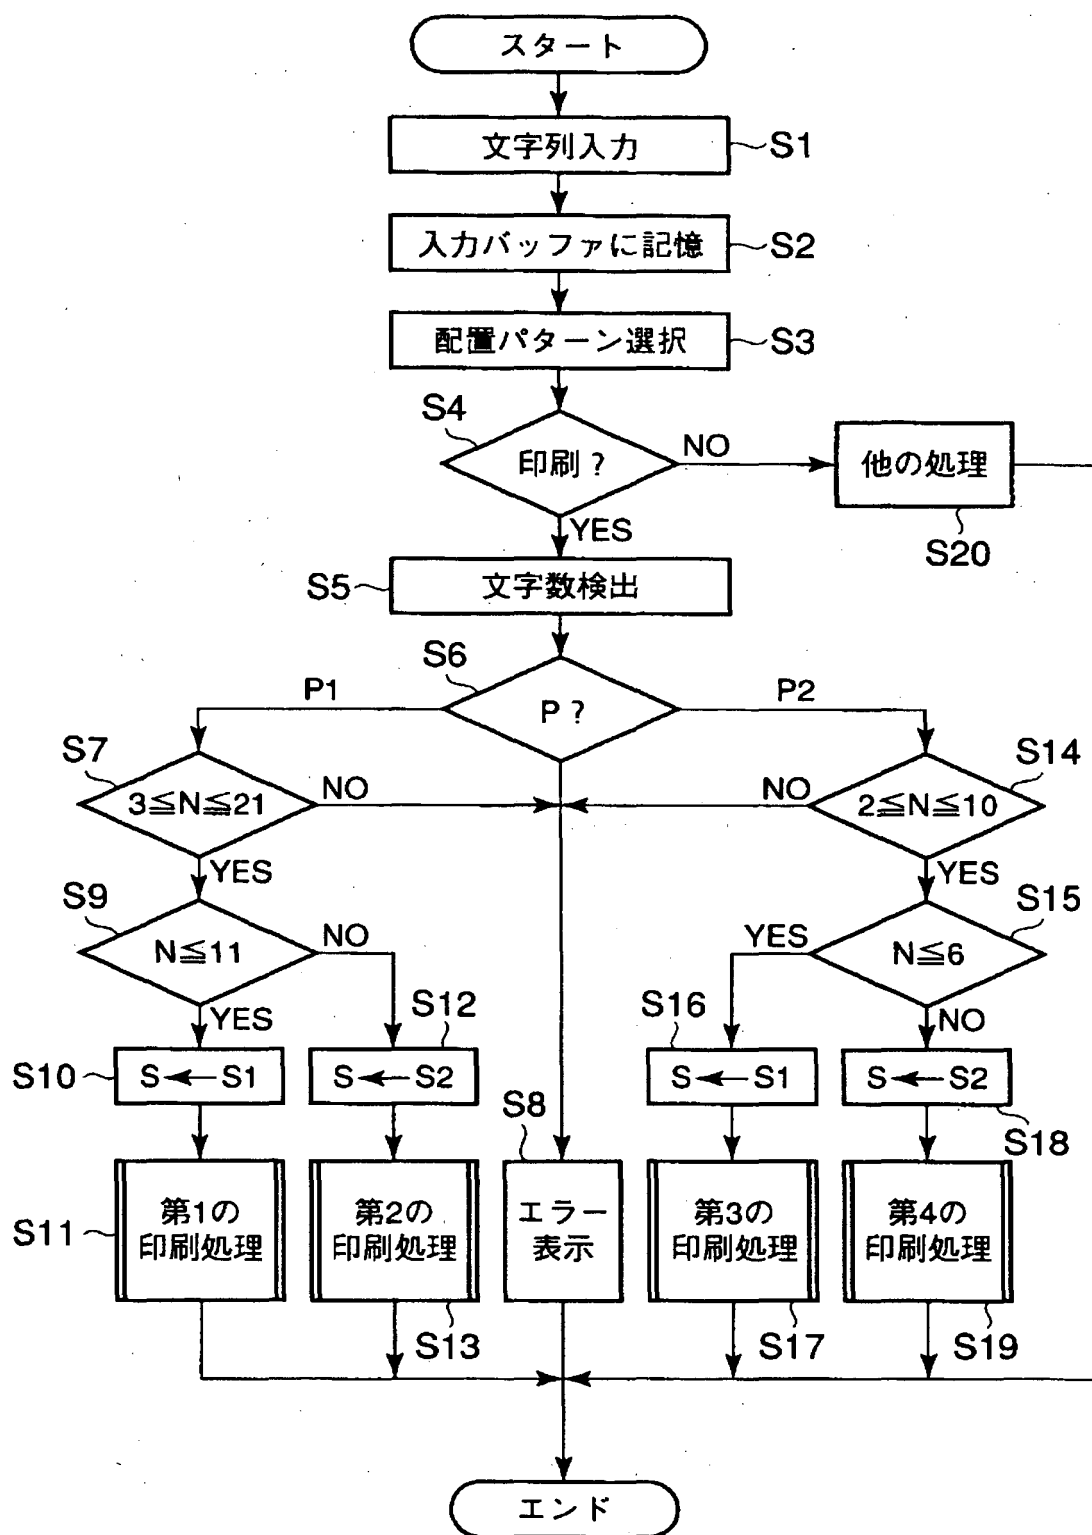 スタート
文字列入力
S1
入力バッファに記憶
S2
配置パターン選択
S3
S4
印刷?
NO
他の処理
S20
YES
S5
文字数検出
S6
P?
P1
P2
S7
3≦N≦21
NO
S14
2≦N≦10
NO
YES
YES
S9
N≦11
NO
S15
N≦6
YES
YES
S12
S16
NO
S10
S←S1
S←S2
S←S1
S←S2
S8
S18
S11
第1の
印刷処理
第2の
印刷処理
エラー
表示
第3の
印刷処理
第4の
印刷処理
S13
S17
S19
エンド